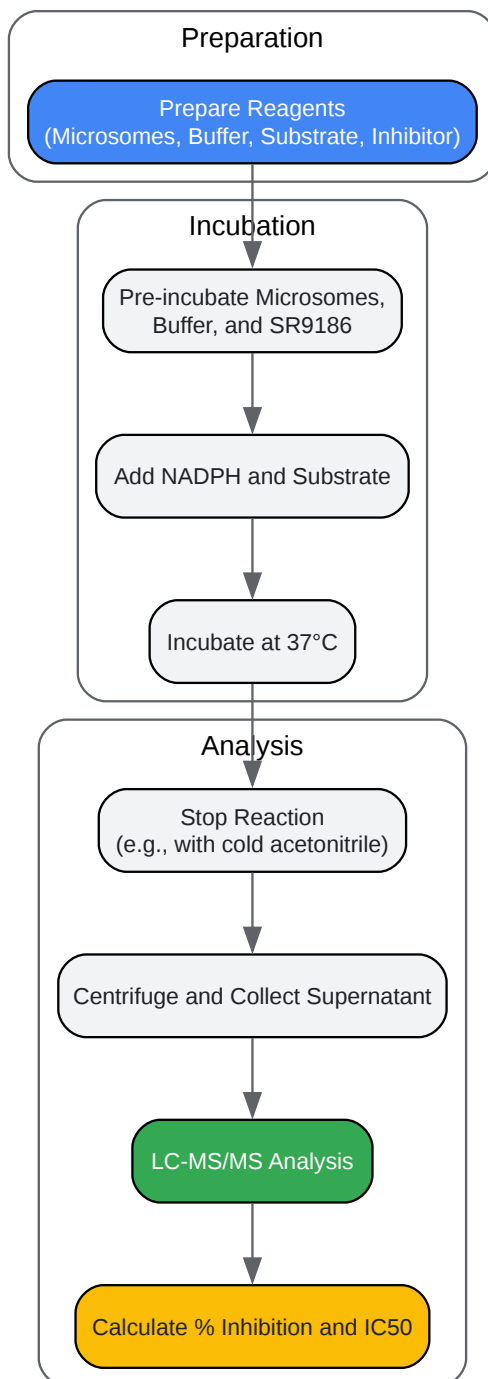 Preparation
Prepare Reagents
(Microsomes, Buffer, Substrate, Inhibitor)
Incubation
Pre-incubate Microsomes,
Buffer, and SR9186
Add NADPH and Substrate
Incubate at 37°C
Analysis
Stop Reaction
(e.g., with cold acetonitrile)
Centrifuge and Collect Supernatant
LC-MS/MS Analysis
Calculate % Inhibition and IC50